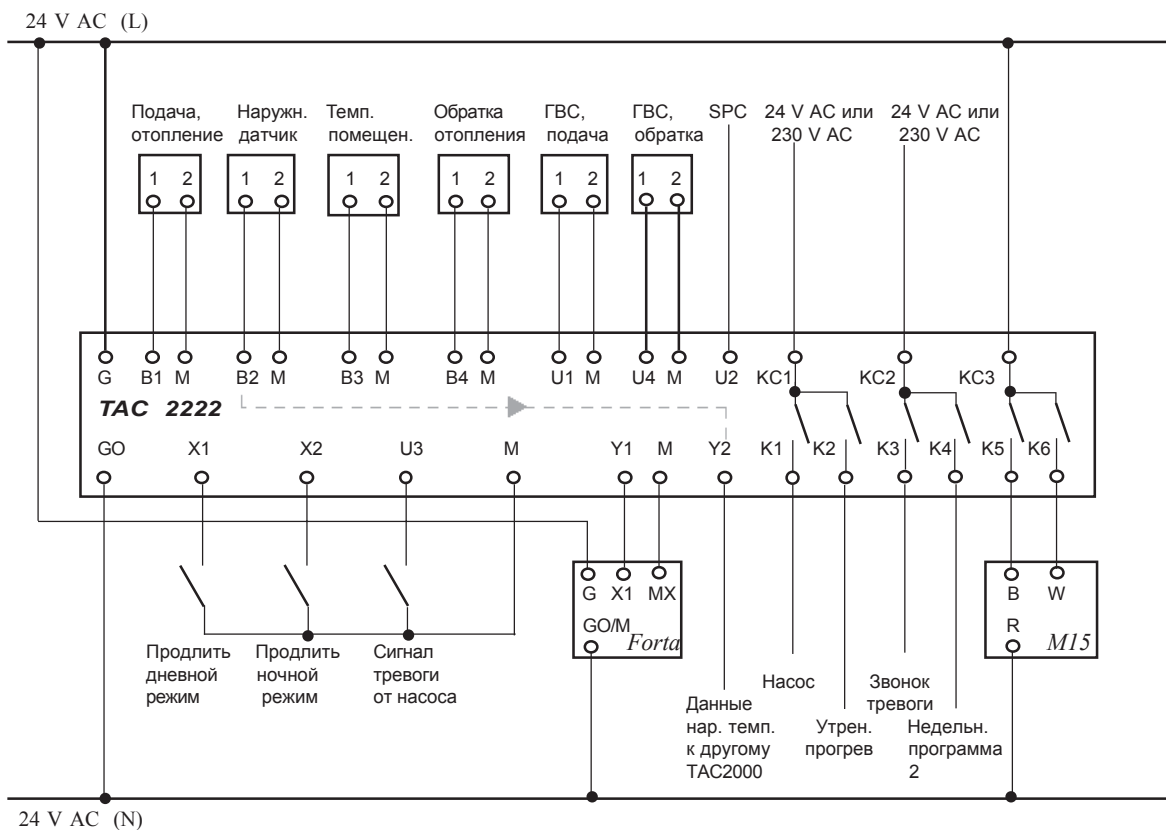 24 V AC (L)
Подача,
отопление
Наружн.
датчик
Темп.
помещен.
Обратка
отопления
ГВС,
подача
ГВС,
обратка
SPC
24 V AC или
230 V AC
24 V AC или
230 V AC
1 2
1 2
1 2
1 2
1 2
1 2
G B1 M B2 M B3 M B4 M U1 M U4 M U2 KC1 KC2 KC3
TAC 2222
GO X1 X2 U3 M Y1 M Y2 K1 K2 K3 K4 K5 K6
G X1 MX
GO/M
Forta
B W
R
M15
Продлить
дневной
режим
Продлить
ночной
режим
Сигнал
тревоги
от насоса
Данные
нар. темп.
к другому
TAC2000
Насос
Утрен.
прогрев
Звонок
тревоги
Недельн.
программа
2
24 V AC (N)